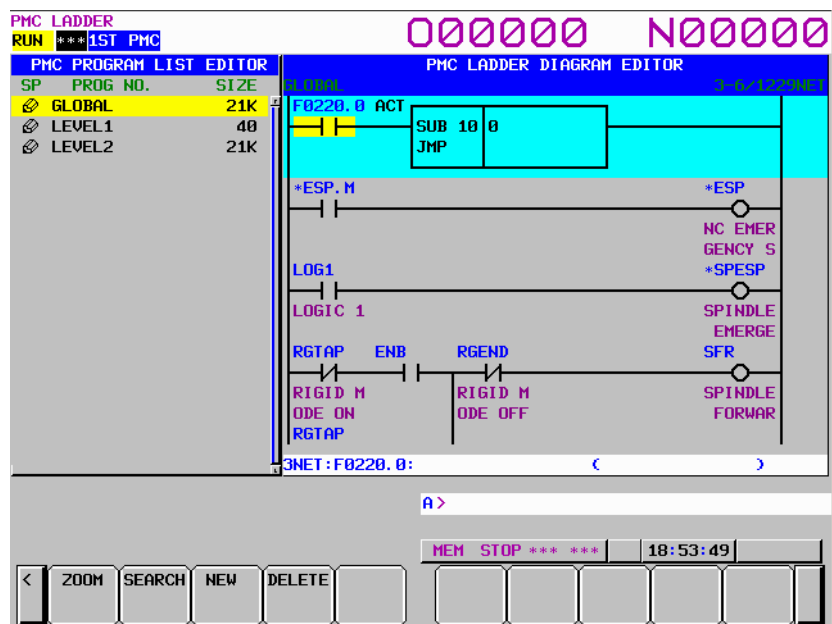 PMC LADDER
O00000 N00000
RUN ***1ST PMC
PMC PROGRAM LIST EDITOR
SP PROG NO. SIZE
GLOBAL 21K
LEVEL1 40
LEVEL2 21K
PMC LADDER DIAGRAM EDITOR
GLOBAL 3-6/1229NET
F0220.0 ACT
SUB 10 0
JMP
*ESP.M *ESP
NC EMER
GENCY S
LOG1 *SPESP
LOGIC 1 SPINDLE
EMERGE
RGTAP ENB RGEND SFR
RIGID M RIGID M SPINDLE
ODE ON ODE OFF FORWAR
RGTAP
3NET:F0220.0: ( )
A>
MEM STOP *** *** 18:53:49
< ZOOM SEARCH NEW DELETE